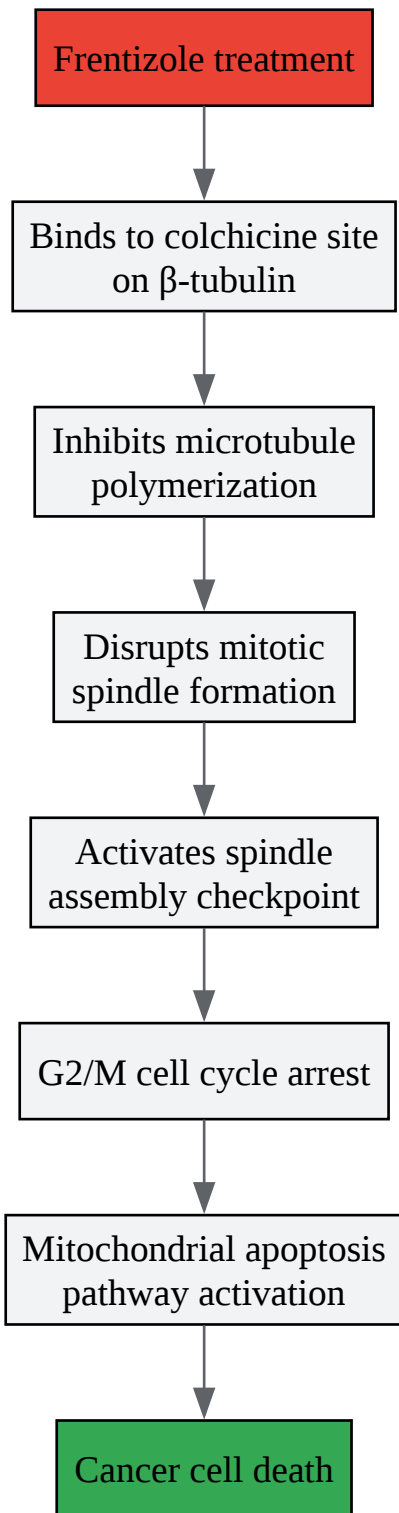 Frentizole treatment
Binds to colchicine site
on β-tubulin
Inhibits microtubule
polymerization
Disrupts mitotic
spindle formation
Activates spindle
assembly checkpoint
G2/M cell cycle arrest
Mitochondrial apoptosis
pathway activation
Cancer cell death